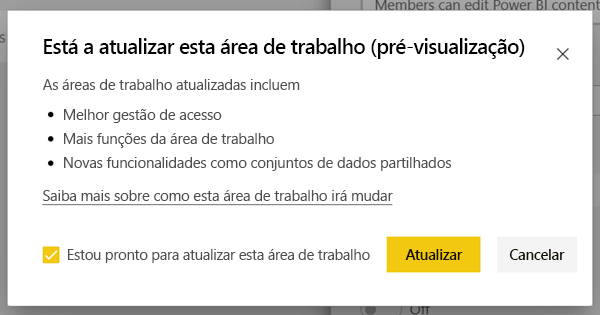 Members can edit Power BI content
Está a atualizar esta área de trabalho (pré-visualização)
As áreas de trabalho atualizadas incluem
Melhor gestão de acesso
Mais funções da área de trabalho
Novas funcionalidades como conjuntos de dados partilhados
Saiba mais sobre como esta área de trabalho irá mudar
Estou pronto para atualizar esta área de trabalho
Atualizar
Cancelar
Off